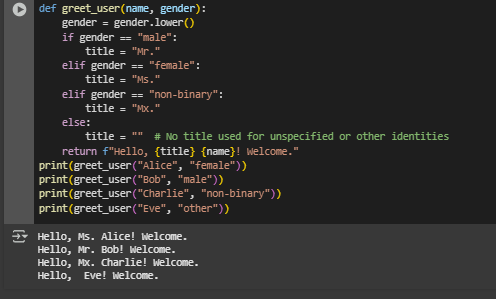 def greet_user(name, gender):
    gender = gender.lower()
    if gender == "male":
        title = "Mr."
    elif gender == "female":
        title = "Ms."
    elif gender == "non-binary":
        title = "Mx."
    else:
        title = ""  # No title used for unspecified or other identities
    return f"Hello, {title} {name}! Welcome."
print(greet_user("Alice", "female"))
print(greet_user("Bob", "male"))
print(greet_user("Charlie", "non-binary"))
print(greet_user("Eve", "other"))
Hello, Ms. Alice! Welcome.
Hello, Mr. Bob! Welcome.
Hello, Mx. Charlie! Welcome.
Hello,  Eve! Welcome.